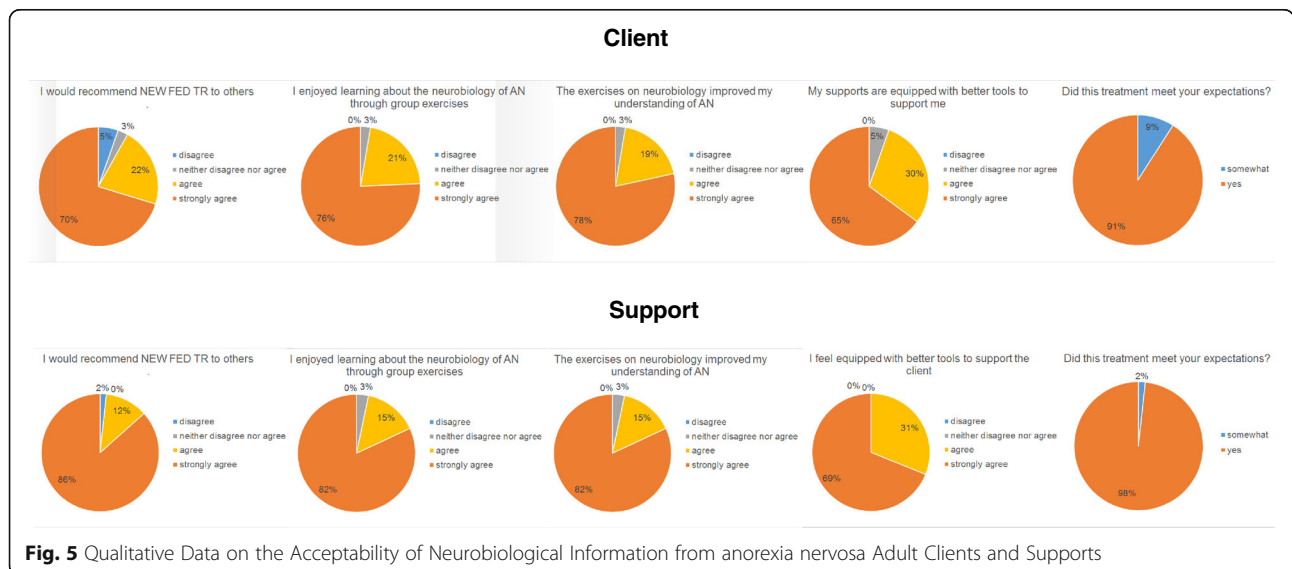 Client
I would recommend NEW FED TR to others
.
5%
3%
22%
70%
disagree
neither disagree nor agree
agree
strongly agree
I enjoyed learning about the neurobiology of AN
through group exercises
0% 3%
21%
76%
disagree
neither disagree nor agree
agree
strongly agree
The exercises on neurobiology improved my
understanding of AN
0% 3%
19%
78%
disagree
neither disagree nor agree
agree
strongly agree
My supports are equipped with better tools to
support me
0%
5%
30%
65%
disagree
neither disagree nor agree
agree
strongly agree
Did this treatment meet your expectations?
9%
91%
somewhat
yes
Support
I would recommend NEW FED TR to others
.
2% 0%
12%
86%
disagree
neither disagree nor agree
agree
strongly agree
I enjoyed learning about the neurobiology of AN
through group exercises
0% 3%
15%
82%
disagree
neither disagree nor agree
agree
strongly agree
The exercises on neurobiology improved my
understanding of AN
0% 3%
15%
82%
disagree
neither disagree nor agree
agree
strongly agree
I feel equipped with better tools to support the
client
0% 0%
31%
69%
disagree
neither disagree nor agree
agree
strongly agree
Did this treatment meet your expectations?
2%
98%
somewhat
yes
Fig. 5 Qualitative Data on the Acceptability of Neurobiological Information from anorexia nervosa Adult Clients and Supports